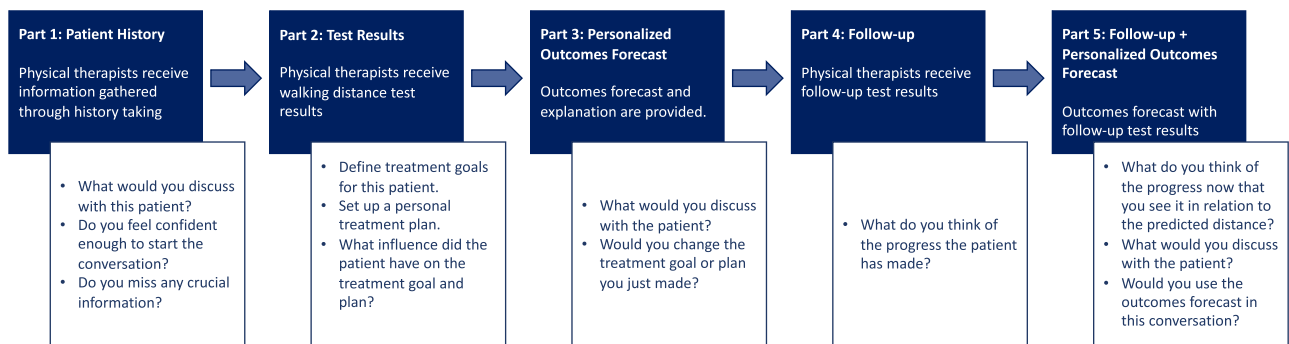 Part 1: Patient History
Physical therapists receive
information gathered
through history taking
• What would you discuss
with this patient?
• Do you feel confident
enough to start the
conversation?
• Do you miss any crucial
information?
Part 2: Test Results
Physical therapists receive
walking distance test
results
• Define treatment goals
for this patient.
• Set up a personal
treatment plan.
• What influence did the
patient have on the
treatment goal and
plan?
Part 3: Personalized
Outcomes Forecast
Outcomes forecast and
explanation are provided.
• What would you discuss
with the patient?
• Would you change the
treatment goal or plan
you just made?
Part 4: Follow-up
Physical therapists receive
follow-up test results
• What do you think of
the progress the patient
has made?
Part 5: Follow-up +
Personalized Outcomes
Forecast
Outcomes forecast with
follow-up test results
• What do you think of
the progress now that
you see it in relation to
the predicted distance?
• What would you discuss
with the patient?
• Would you use the
outcomes forecast in
this conversation?